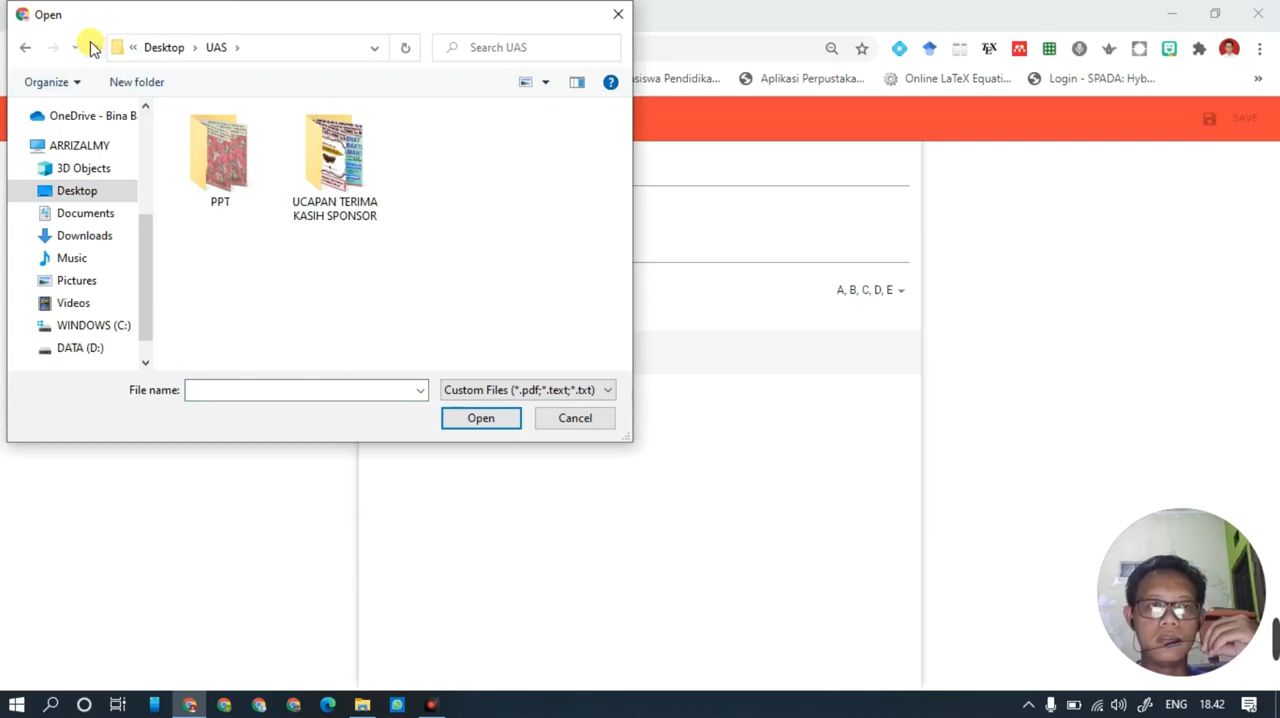 Open
« Desktop › UAS ›
Search UAS
siswa Pendidika...
Aplikasi Perpustaka...
Online LaTeX Equati...
Login - SPADA: Hyb...
»
Organize
New folder
SAVE
OneDrive - Bina B
ARRIZALMY
3D Objects
Desktop
Documents
Downloads
Music
Pictures
Videos
WINDOWS (C:)
DATA (D:)
PPT
UCAPAN TERIMA
KASIH SPONSOR
A, B, C, D, E
File name:
Custom Files (*.pdf;*.text;*.txt)
Open
Cancel
ENG
18.42